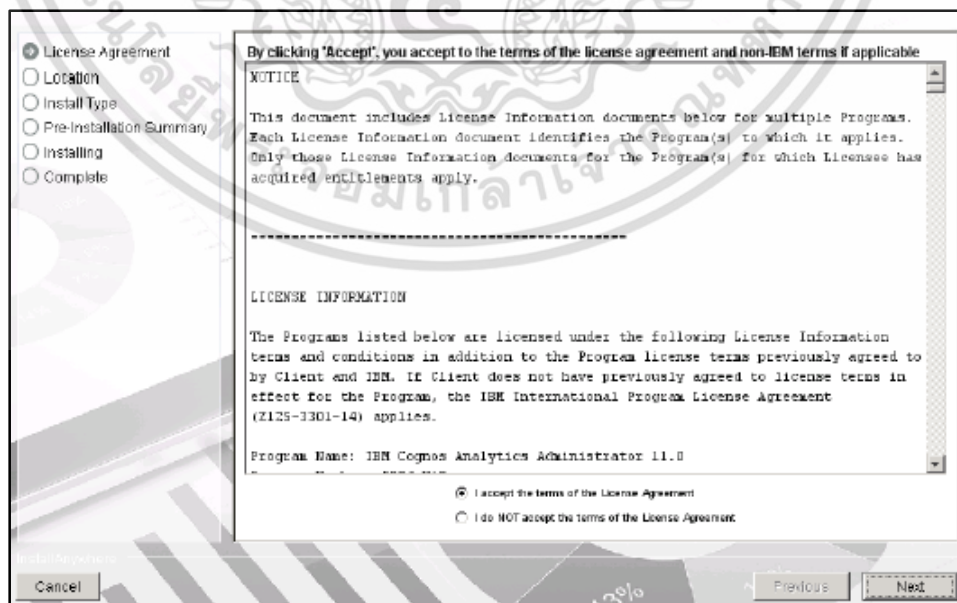 License Agreement
Location
Install Type
Pre-Installation Summary
Installing
Complete
By clicking "Accept", you accept to the terms of the license agreement and non-IBM terms if applicable
NOTICE
This document includes License Information documents below for multiple Programs.
Each License Information document identifies the Program(s) to which it applies.
Only those License Information documents for the Program(s) for which Licensee has
acquired entitlements apply.
----------------------------------------------
LICENSE INFORMATION
The Programs listed below are licensed under the following License Information
terms and conditions in addition to the Program license terms previously agreed to
by Client and IBM. If Client does not have previously agreed to license terms in
effect for the Program, the IBM International Program License Agreement
(Z125-3301-14) applies.
Program Name: IBM Cognos Analytics Administrator 11.0
I accept the terms of the License Agreement
I do NOT accept the terms of the License Agreement
InstallAnywhere
Cancel
Previous
Next
13%